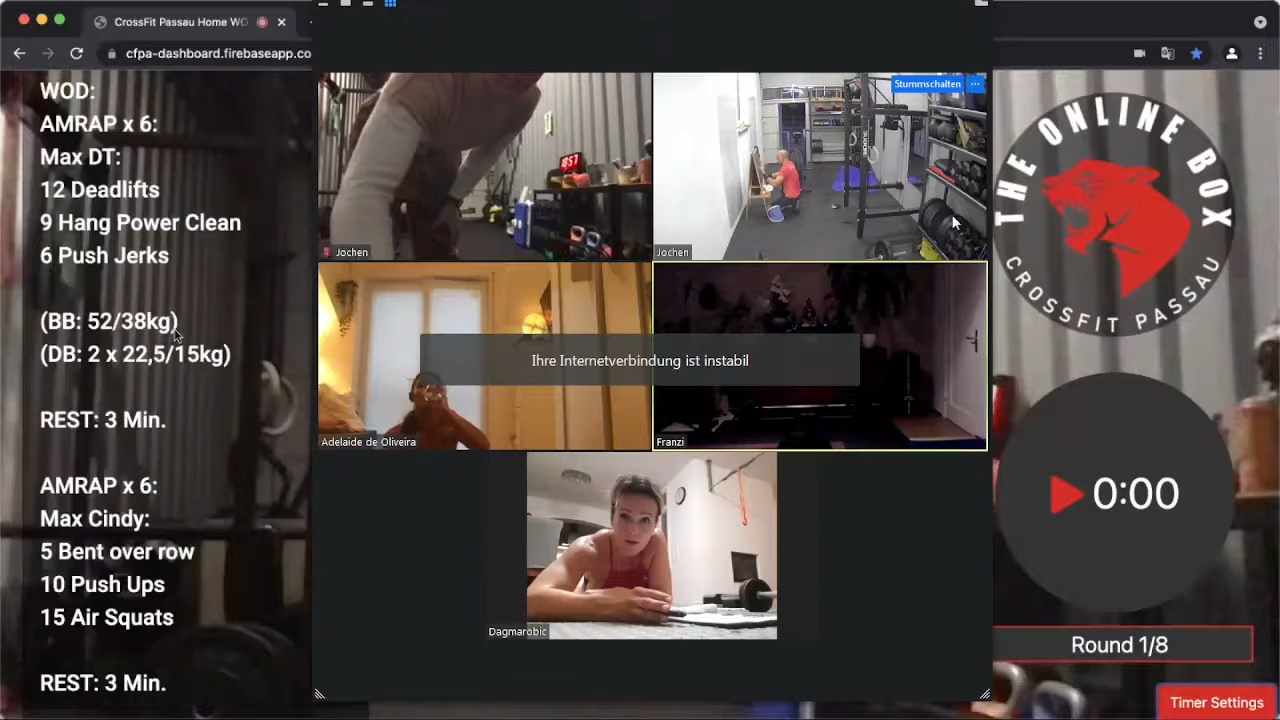 CrossFit Passau Home WO
cfpa-dashboard.firebaseapp.co
WOD:
AMRAP x 6:
Max DT:
12 Deadlifts
9 Hang Power Clean
6 Push Jerks
(BB: 52/38kg)
(DB: 2 x 22,5/15kg)
REST: 3 Min.
AMRAP x 6:
Max Cindy:
5 Bent over row
10 Push Ups
15 Air Squats
REST: 3 Min.
18:57
Jochen
Stummschalten
Jochen
Adelaide de Oliveira
Franzi
Ihre Internetverbindung ist instabil
Dagmarobic
THE ONLINE BOX
CROSSFIT PASSAU
0:00
Round 1/8
Timer Settings